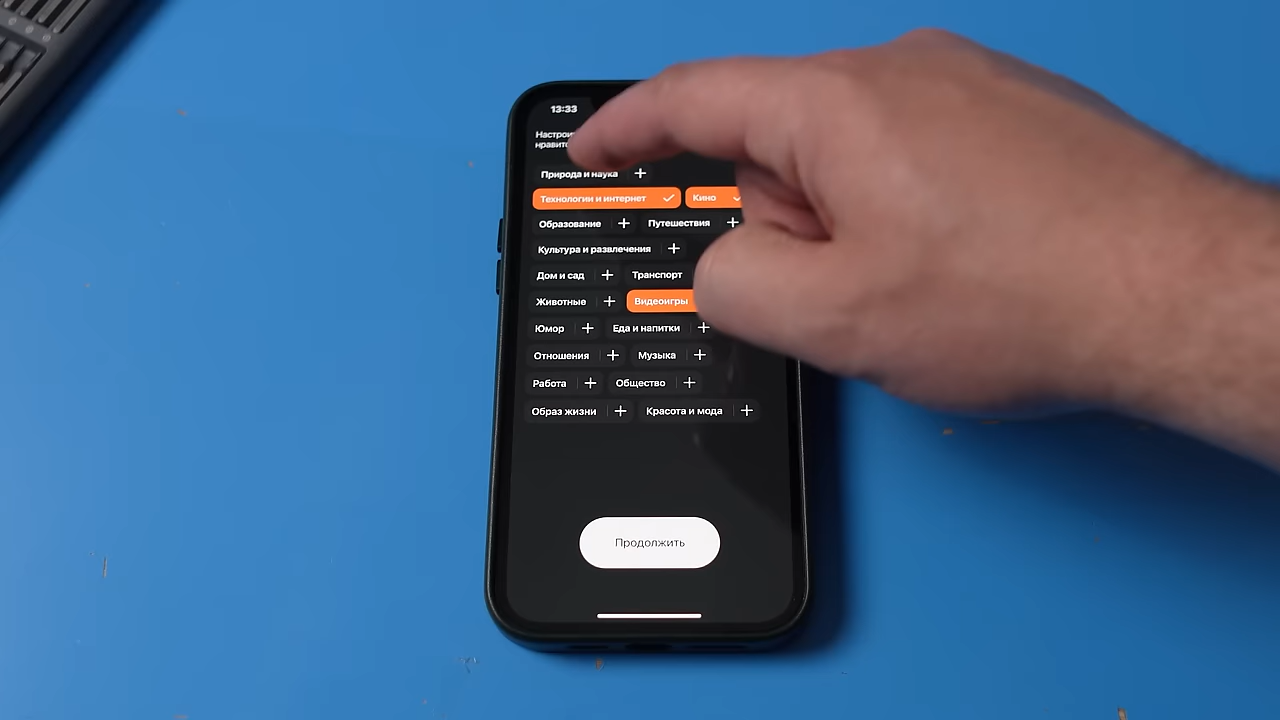 13:33
Природа и наука
Технологии и интернет Кино
Образование Путешествия
Культура и развлечения
Дом и сад Транспорт
Животные Видеоигры
Юмор Еда и напитки
Отношения Музыка
Работа Общество
Образ жизни Красота и мода
Продолжить